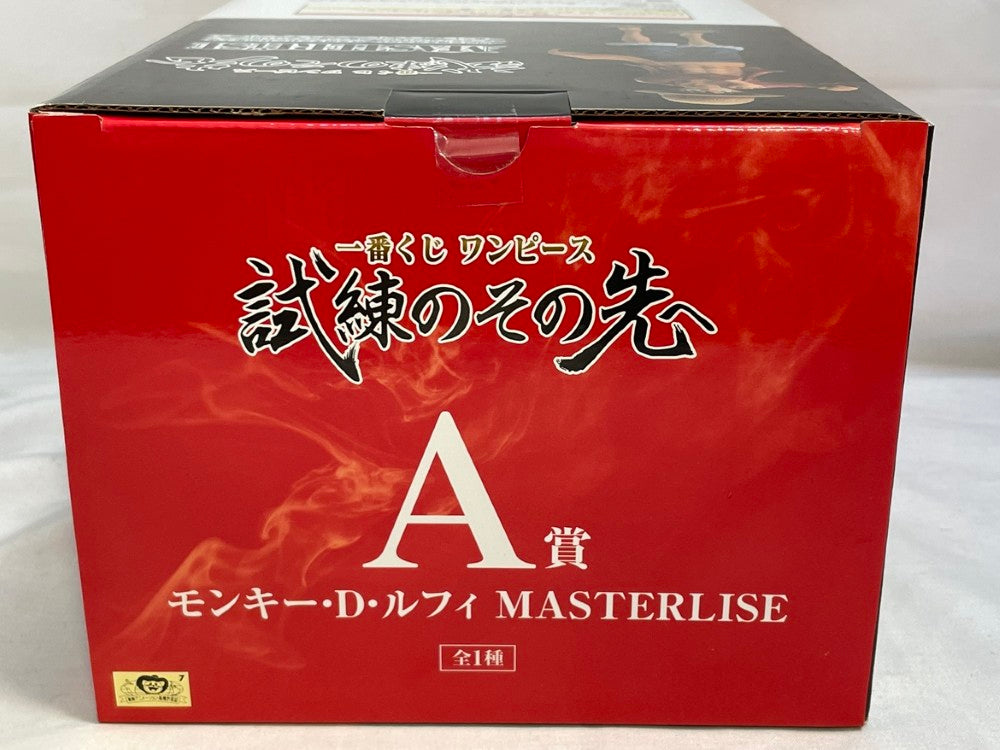 一番くじ ワンピース
試練のその先へ
A賞
モンキー・D・ルフィ MASTERLISE
全1種
7